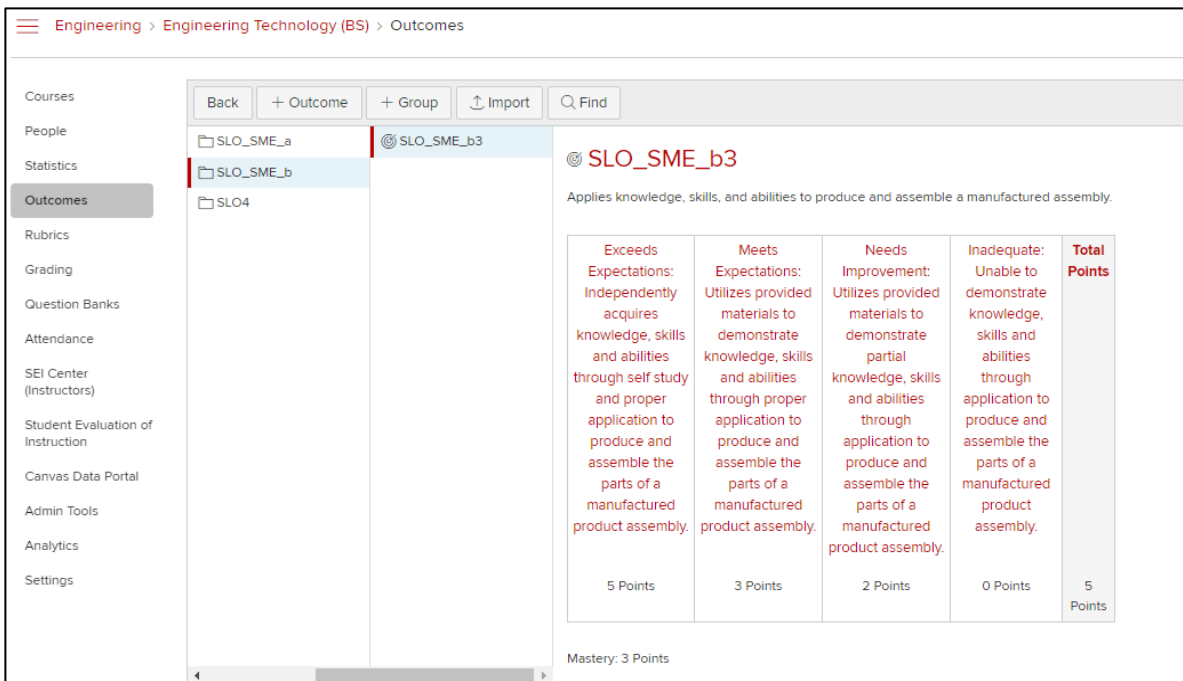 Engineering > Engineering Technology (BS) > Outcomes
Courses
People
Statistics
Outcomes
Rubrics
Grading
Question Banks
Attendance
SEI Center
(Instructors)
Student Evaluation of
Instruction
Canvas Data Portal
Admin Tools
Analytics
Settings
Back
+ Outcome
+ Group
Import
Find
SLO_SME_a
SLO_SME_b
SLO4
SLO_SME_b3
SLO_SME_b3
Applies knowledge, skills, and abilities to produce and assemble a manufactured assembly.
Exceeds
Expectations:
Independently
acquires
knowledge, skills
and abilities
through self study
and proper
application to
produce and
assemble the
parts of a
manufactured
product assembly.
5 Points
Meets
Expectations:
Utilizes provided
materials to
demonstrate
knowledge, skills
and abilities
through proper
application to
produce and
assemble the
parts of a
manufactured
product assembly.
3 Points
Needs
Improvement:
Utilizes provided
materials to
demonstrate
partial
knowledge, skills
and abilities
through
application to
produce and
assemble the
parts of a
manufactured
product assembly.
2 Points
Inadequate:
Unable to
demonstrate
knowledge,
skills and
abilities
through
application to
produce and
assemble the
parts of a
manufactured
product
assembly.
0 Points
Total
Points
5
Points
Mastery: 3 Points